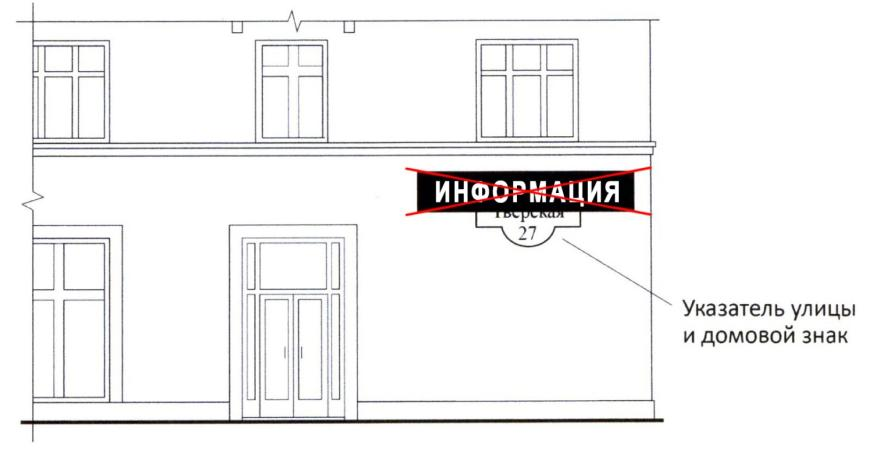 ИНФОРМАЦИЯ
Тверская
27
Указатель улицы
и домовой знак